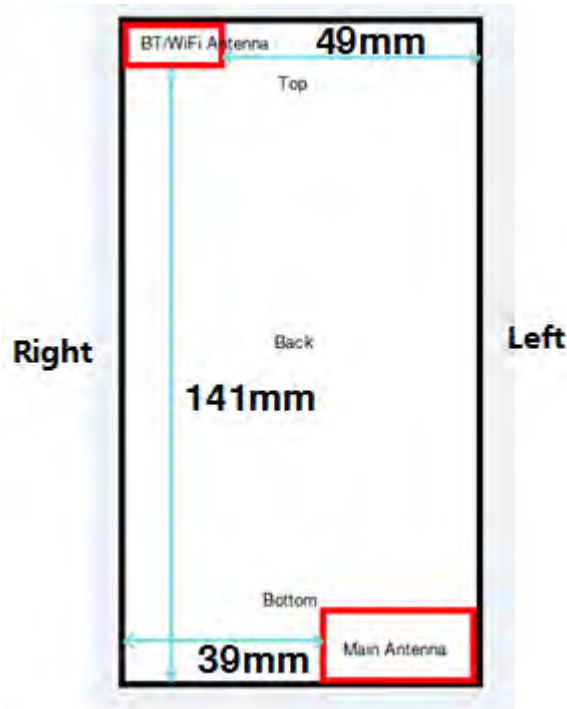 BT/WiFi Antenna
49mm
Top
Right
Back
Left
141mm
Bottom
39mm
Main Antenna